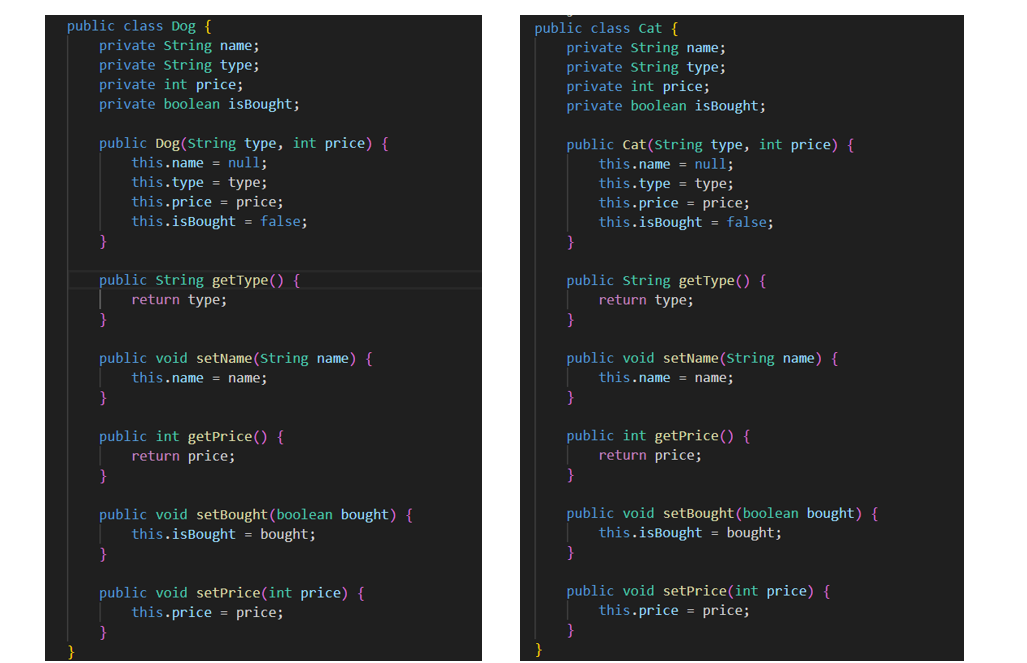 public class Dog {
    private String name;
    private String type;
    private int price;
    private boolean isBought;

    public Dog(String type, int price) {
        this.name = null;
        this.type = type;
        this.price = price;
        this.isBought = false;
    }

    public String getType() {
        return type;
    }

    public void setName(String name) {
        this.name = name;
    }

    public int getPrice() {
        return price;
    }

    public void setBought(boolean bought) {
        this.isBought = bought;
    }

    public void setPrice(int price) {
        this.price = price;
    }
}
public class Cat {
    private String name;
    private String type;
    private int price;
    private boolean isBought;

    public Cat(String type, int price) {
        this.name = null;
        this.type = type;
        this.price = price;
        this.isBought = false;
    }

    public String getType() {
        return type;
    }

    public void setName(String name) {
        this.name = name;
    }

    public int getPrice() {
        return price;
    }

    public void setBought(boolean bought) {
        this.isBought = bought;
    }

    public void setPrice(int price) {
        this.price = price;
    }
}